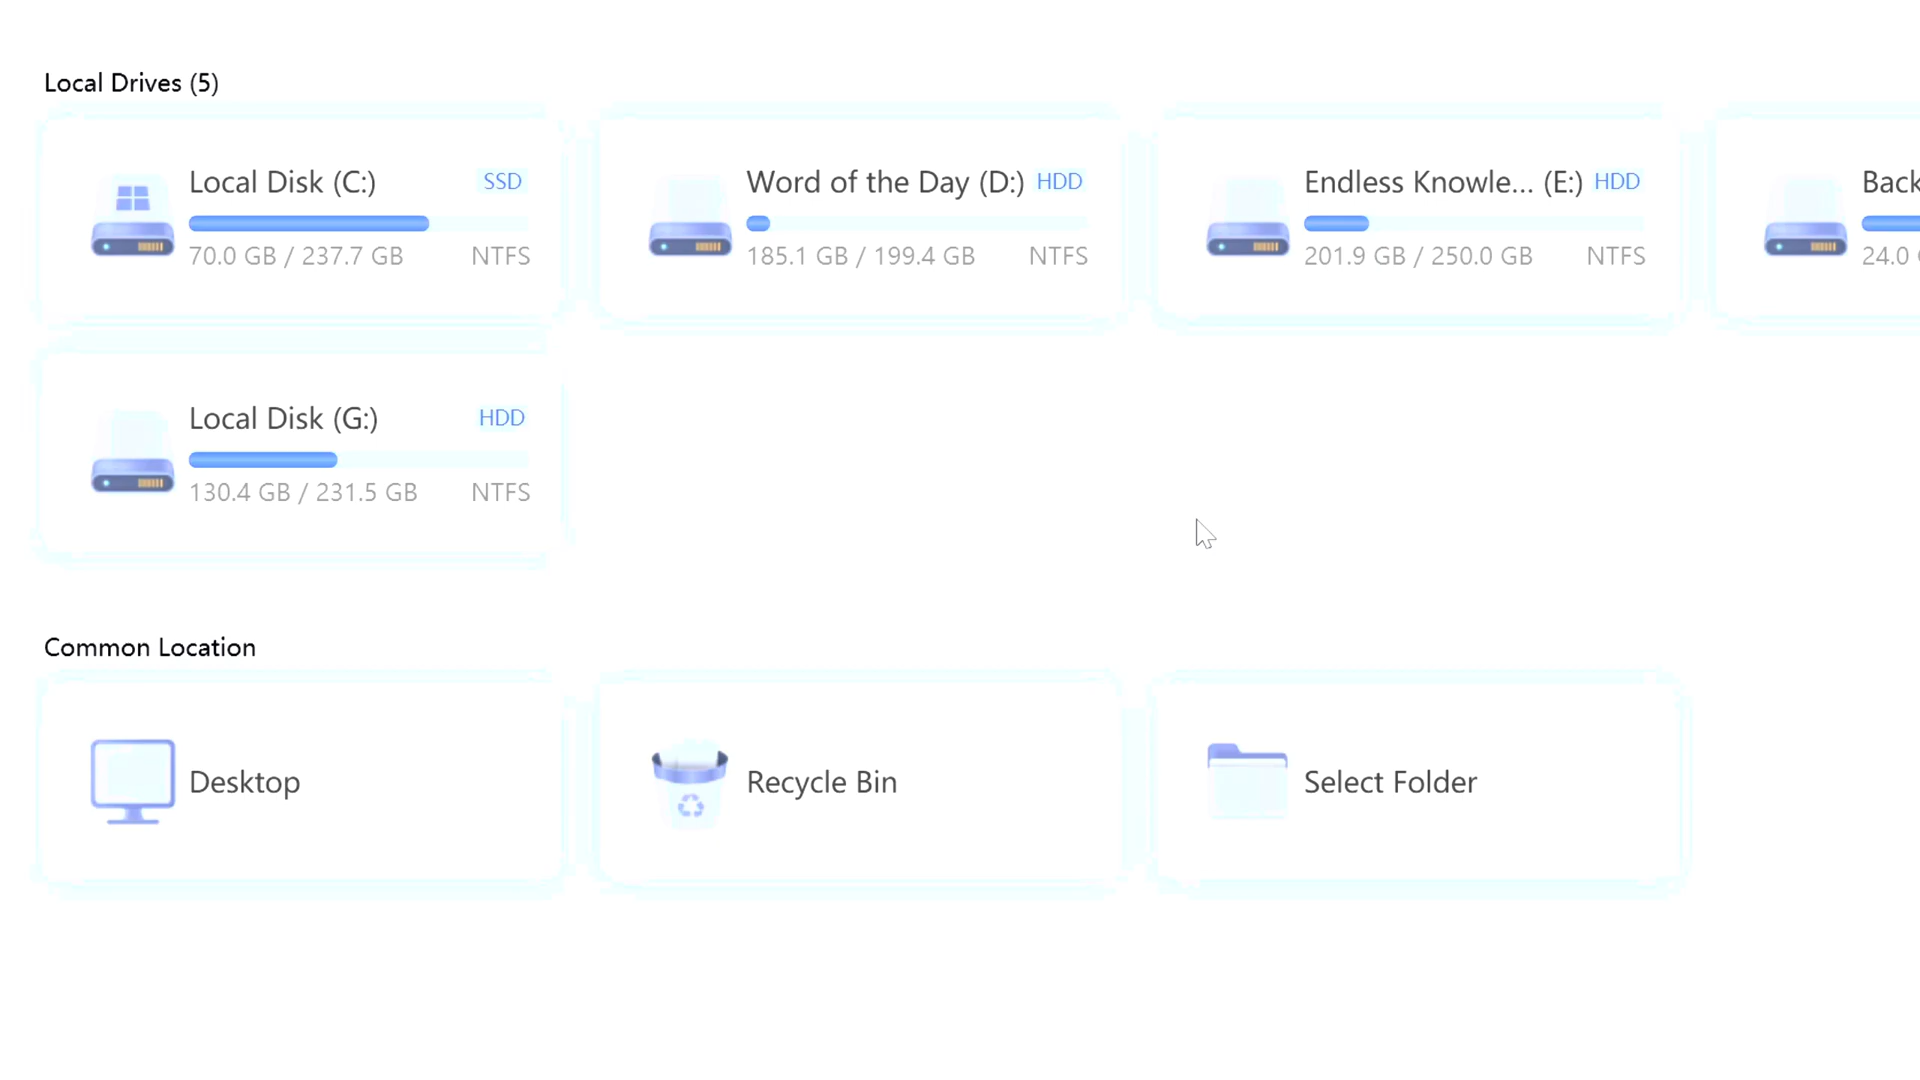 Local Drives (5)
Local Disk (C:) SSD
70.0 GB / 237.7 GB NTFS
Word of the Day (D:) HDD
185.1 GB / 199.4 GB NTFS
Endless Knowle... (E:) HDD
201.9 GB / 250.0 GB NTFS
Back
24.0
Local Disk (G:) HDD
130.4 GB / 231.5 GB NTFS
Common Location
Desktop
Recycle Bin
Select Folder